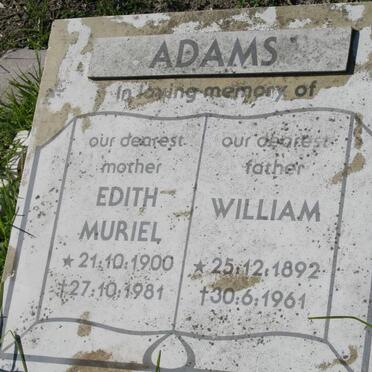 ADAMS
In loving memory of
our dearest
mother
EDITH
MURIEL
★ 21.10.1900
† 27.10.1981
our dearest
father
WILLIAM
★ 25.12.1892
† 30.6.1961